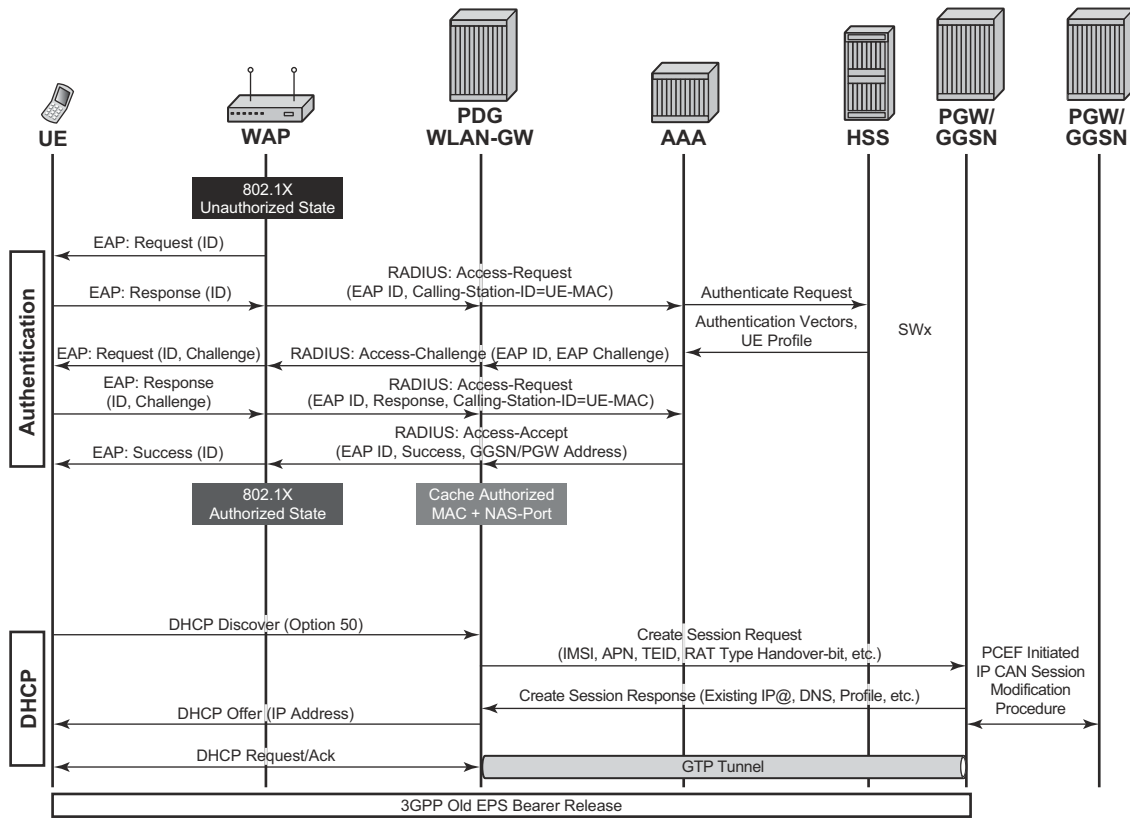 UE
WAP
PDG
WLAN-GW
AAA
HSS
PGW/
GGSN
PGW/
GGSN
802.1X
Unauthorized State
Authentication
EAP: Request (ID)
EAP: Response (ID)
RADIUS: Access-Request
(EAP ID, Calling-Station-ID=UE-MAC)
Authenticate Request
Authentication Vectors,
UE Profile
SWx
EAP: Request (ID, Challenge)
RADIUS: Access-Challenge (EAP ID, EAP Challenge)
EAP: Response
(ID, Challenge)
RADIUS: Access-Request
(EAP ID, Response, Calling-Station-ID=UE-MAC)
RADIUS: Access-Accept
(EAP ID, Success, GGSN/PGW Address)
EAP: Success (ID)
802.1X
Authorized State
Cache Authorized
MAC + NAS-Port
DHCP
DHCP Discover (Option 50)
Create Session Request
(IMSI, APN, TEID, RAT Type Handover-bit, etc.)
PCEF Initiated
IP CAN Session
Modification
Procedure
Create Session Response (Existing IP@, DNS, Profile, etc.)
DHCP Offer (IP Address)
DHCP Request/Ack
GTP Tunnel
3GPP Old EPS Bearer Release